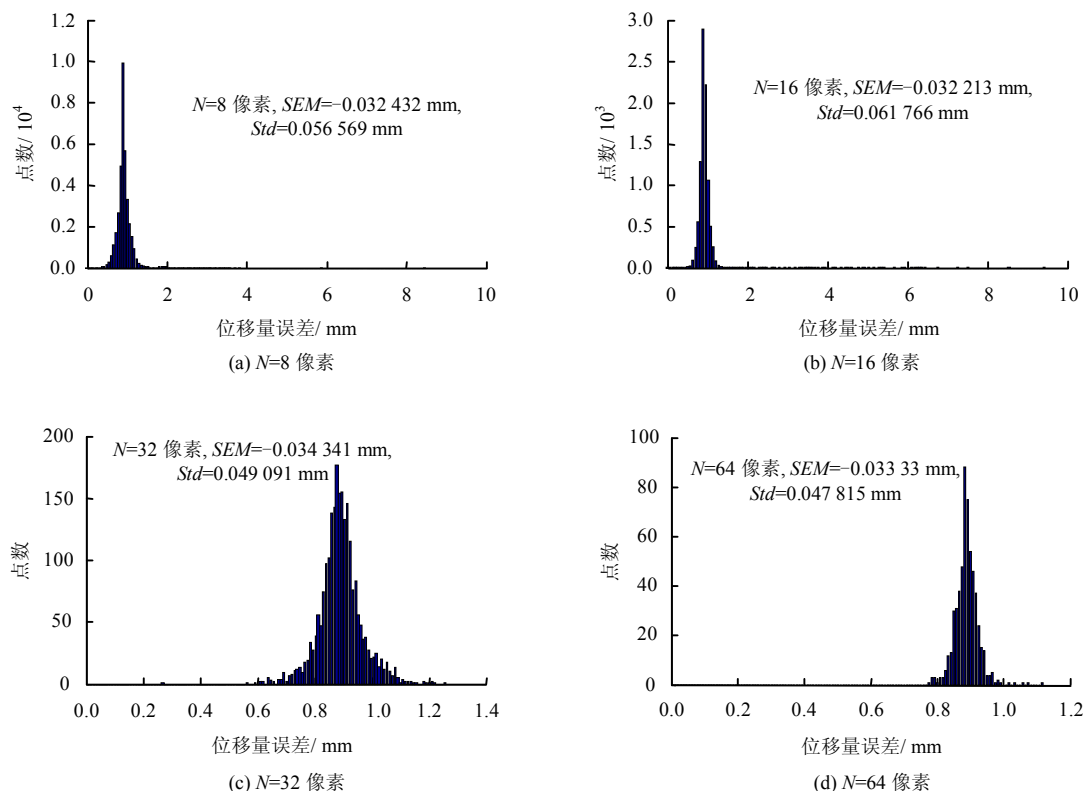 1.2
1.0
0.8
0.6
0.4
0.2
0.0
点数/ 10⁴
N=8 像素, SEM=−0.032 432 mm,
Std=0.056 569 mm
0 2 4 6 8 10
位移量误差/ mm
(a) N=8 像素
3.0
2.5
2.0
1.5
1.0
0.5
0.0
点数/ 10³
N=16 像素, SEM=−0.032 213 mm,
Std=0.061 766 mm
0 2 4 6 8 10
位移量误差/ mm
(b) N=16 像素
200
150
100
50
0
点数
N=32 像素, SEM=−0.034 341 mm,
Std=0.049 091 mm
0.0 0.2 0.4 0.6 0.8 1.0 1.2 1.4
位移量误差/ mm
(c) N=32 像素
100
80
60
40
20
0
点数
N=64 像素, SEM=−0.033 33 mm,
Std=0.047 815 mm
0.0 0.2 0.4 0.6 0.8 1.0 1.2
位移量误差/ mm
(d) N=64 像素